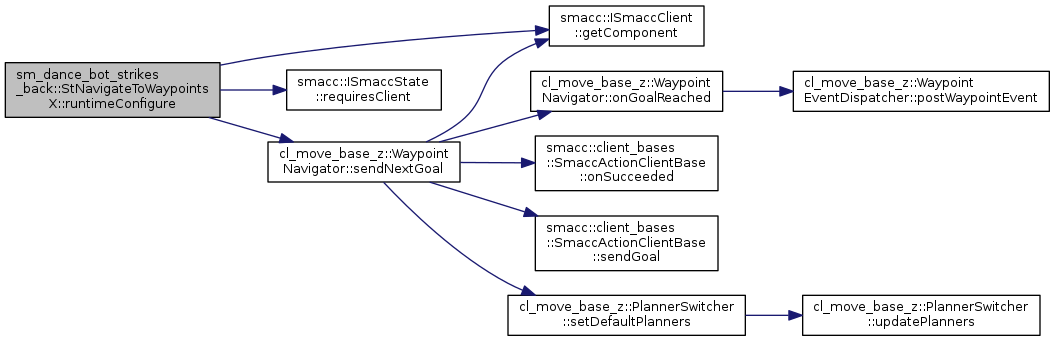 sm_dance_bot_strikes
_back::StNavigateToWaypoints
X::runtimeConfigure
smacc::ISmaccClient
::getComponent
smacc::ISmaccState
::requiresClient
cl_move_base_z::Waypoint
Navigator::sendNextGoal
cl_move_base_z::Waypoint
Navigator::onGoalReached
cl_move_base_z::Waypoint
EventDispatcher::postWaypointEvent
smacc::client_bases
::SmaccActionClientBase
::onSucceeded
smacc::client_bases
::SmaccActionClientBase
::sendGoal
cl_move_base_z::PlannerSwitcher
::setDefaultPlanners
cl_move_base_z::PlannerSwitcher
::updatePlanners